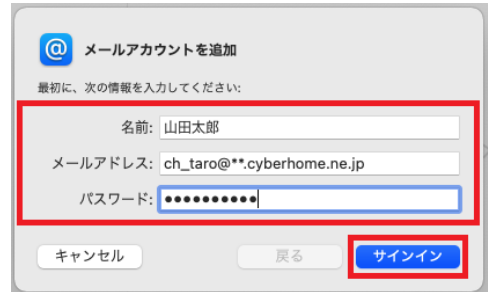 メールアカウントを追加
最初に、次の情報を入力してください:
名前: 山田太郎
メールアドレス: ch_taro@**.cyberhome.ne.jp
パスワード: ●●●●●●●●●●
キャンセル 戻る サインイン